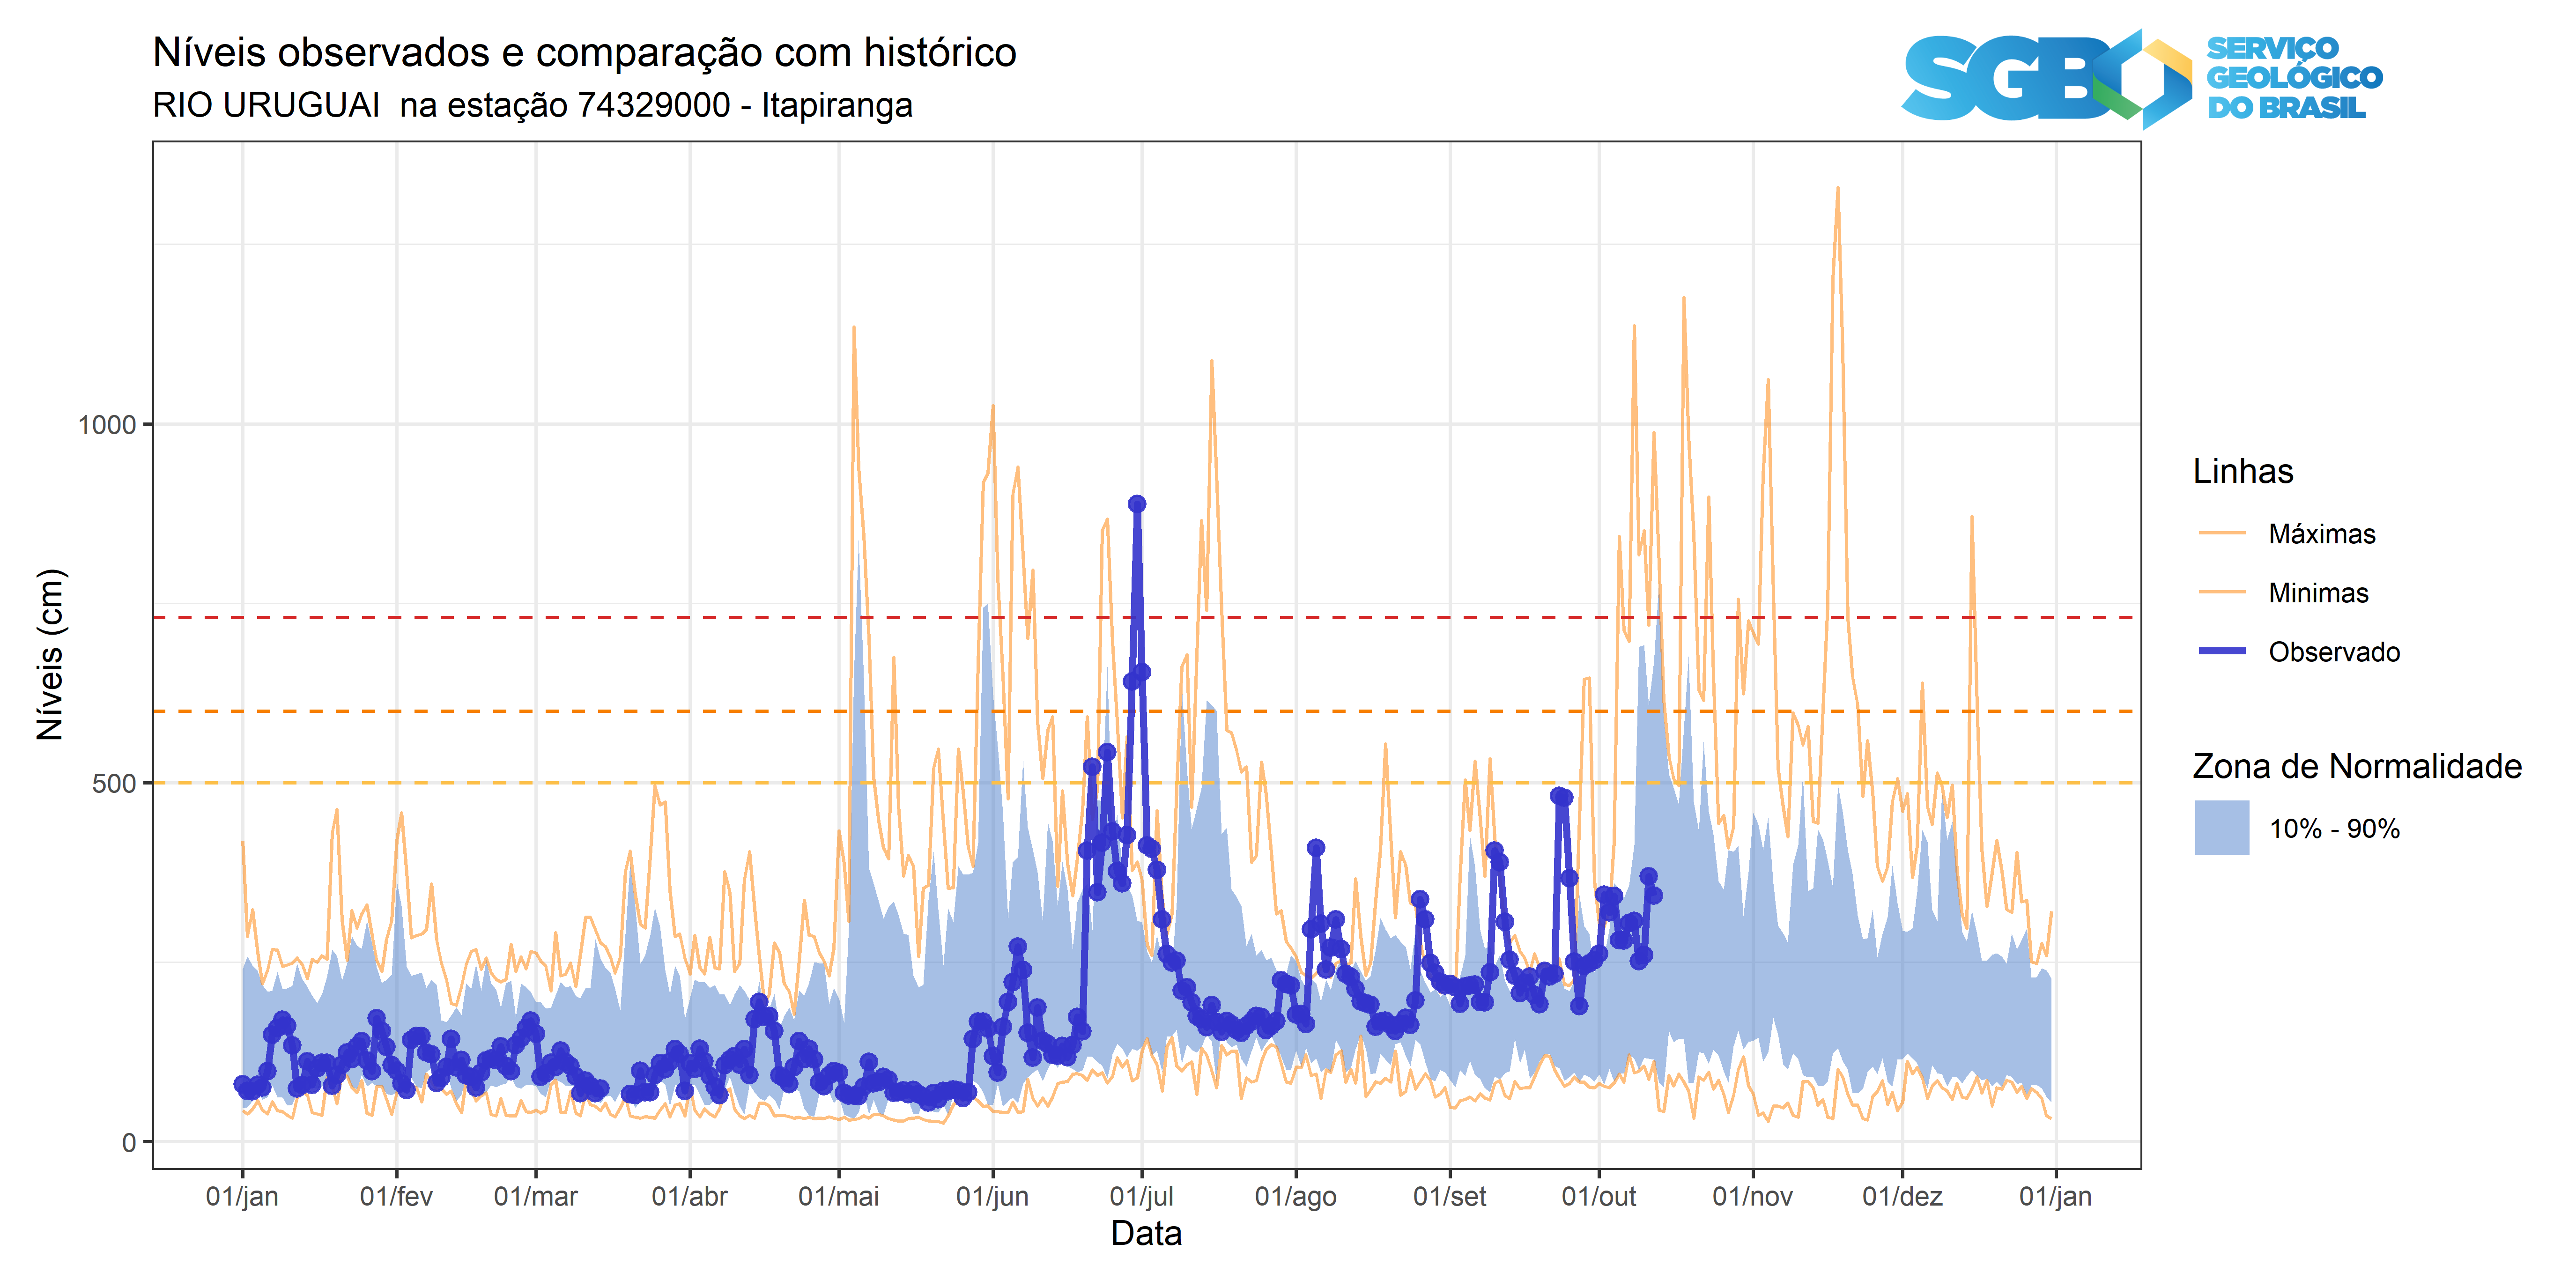 Níveis observados e comparação com histórico
RIO URUGUAI  na estação 74329000 - Itapiranga
SGB
SERVIÇO
GEOLÓGICO
DO BRASIL
Níveis (cm)
1000
500
0
01/jan
01/fev
01/mar
01/abr
01/mai
01/jun
01/jul
01/ago
01/set
01/out
01/nov
01/dez
01/jan
Data
Linhas
Máximas
Minimas
Observado
Zona de Normalidade
10% - 90%